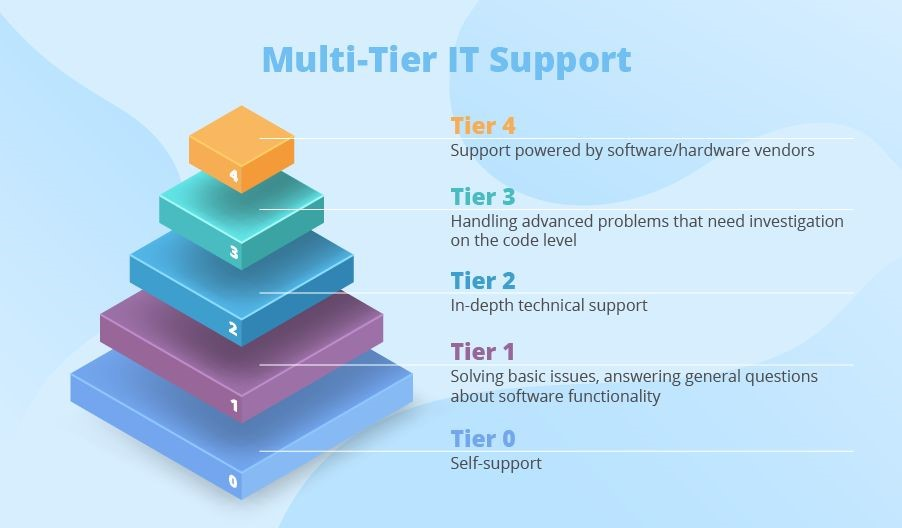 Multi-Tier IT Support
Tier 4
Support powered by software/hardware vendors
Tier 3
Handling advanced problems that need investigation
on the code level
Tier 2
In-depth technical support
Tier 1
Solving basic issues, answering general questions
about software functionality
Tier 0
Self-support
4
3
2
1
0